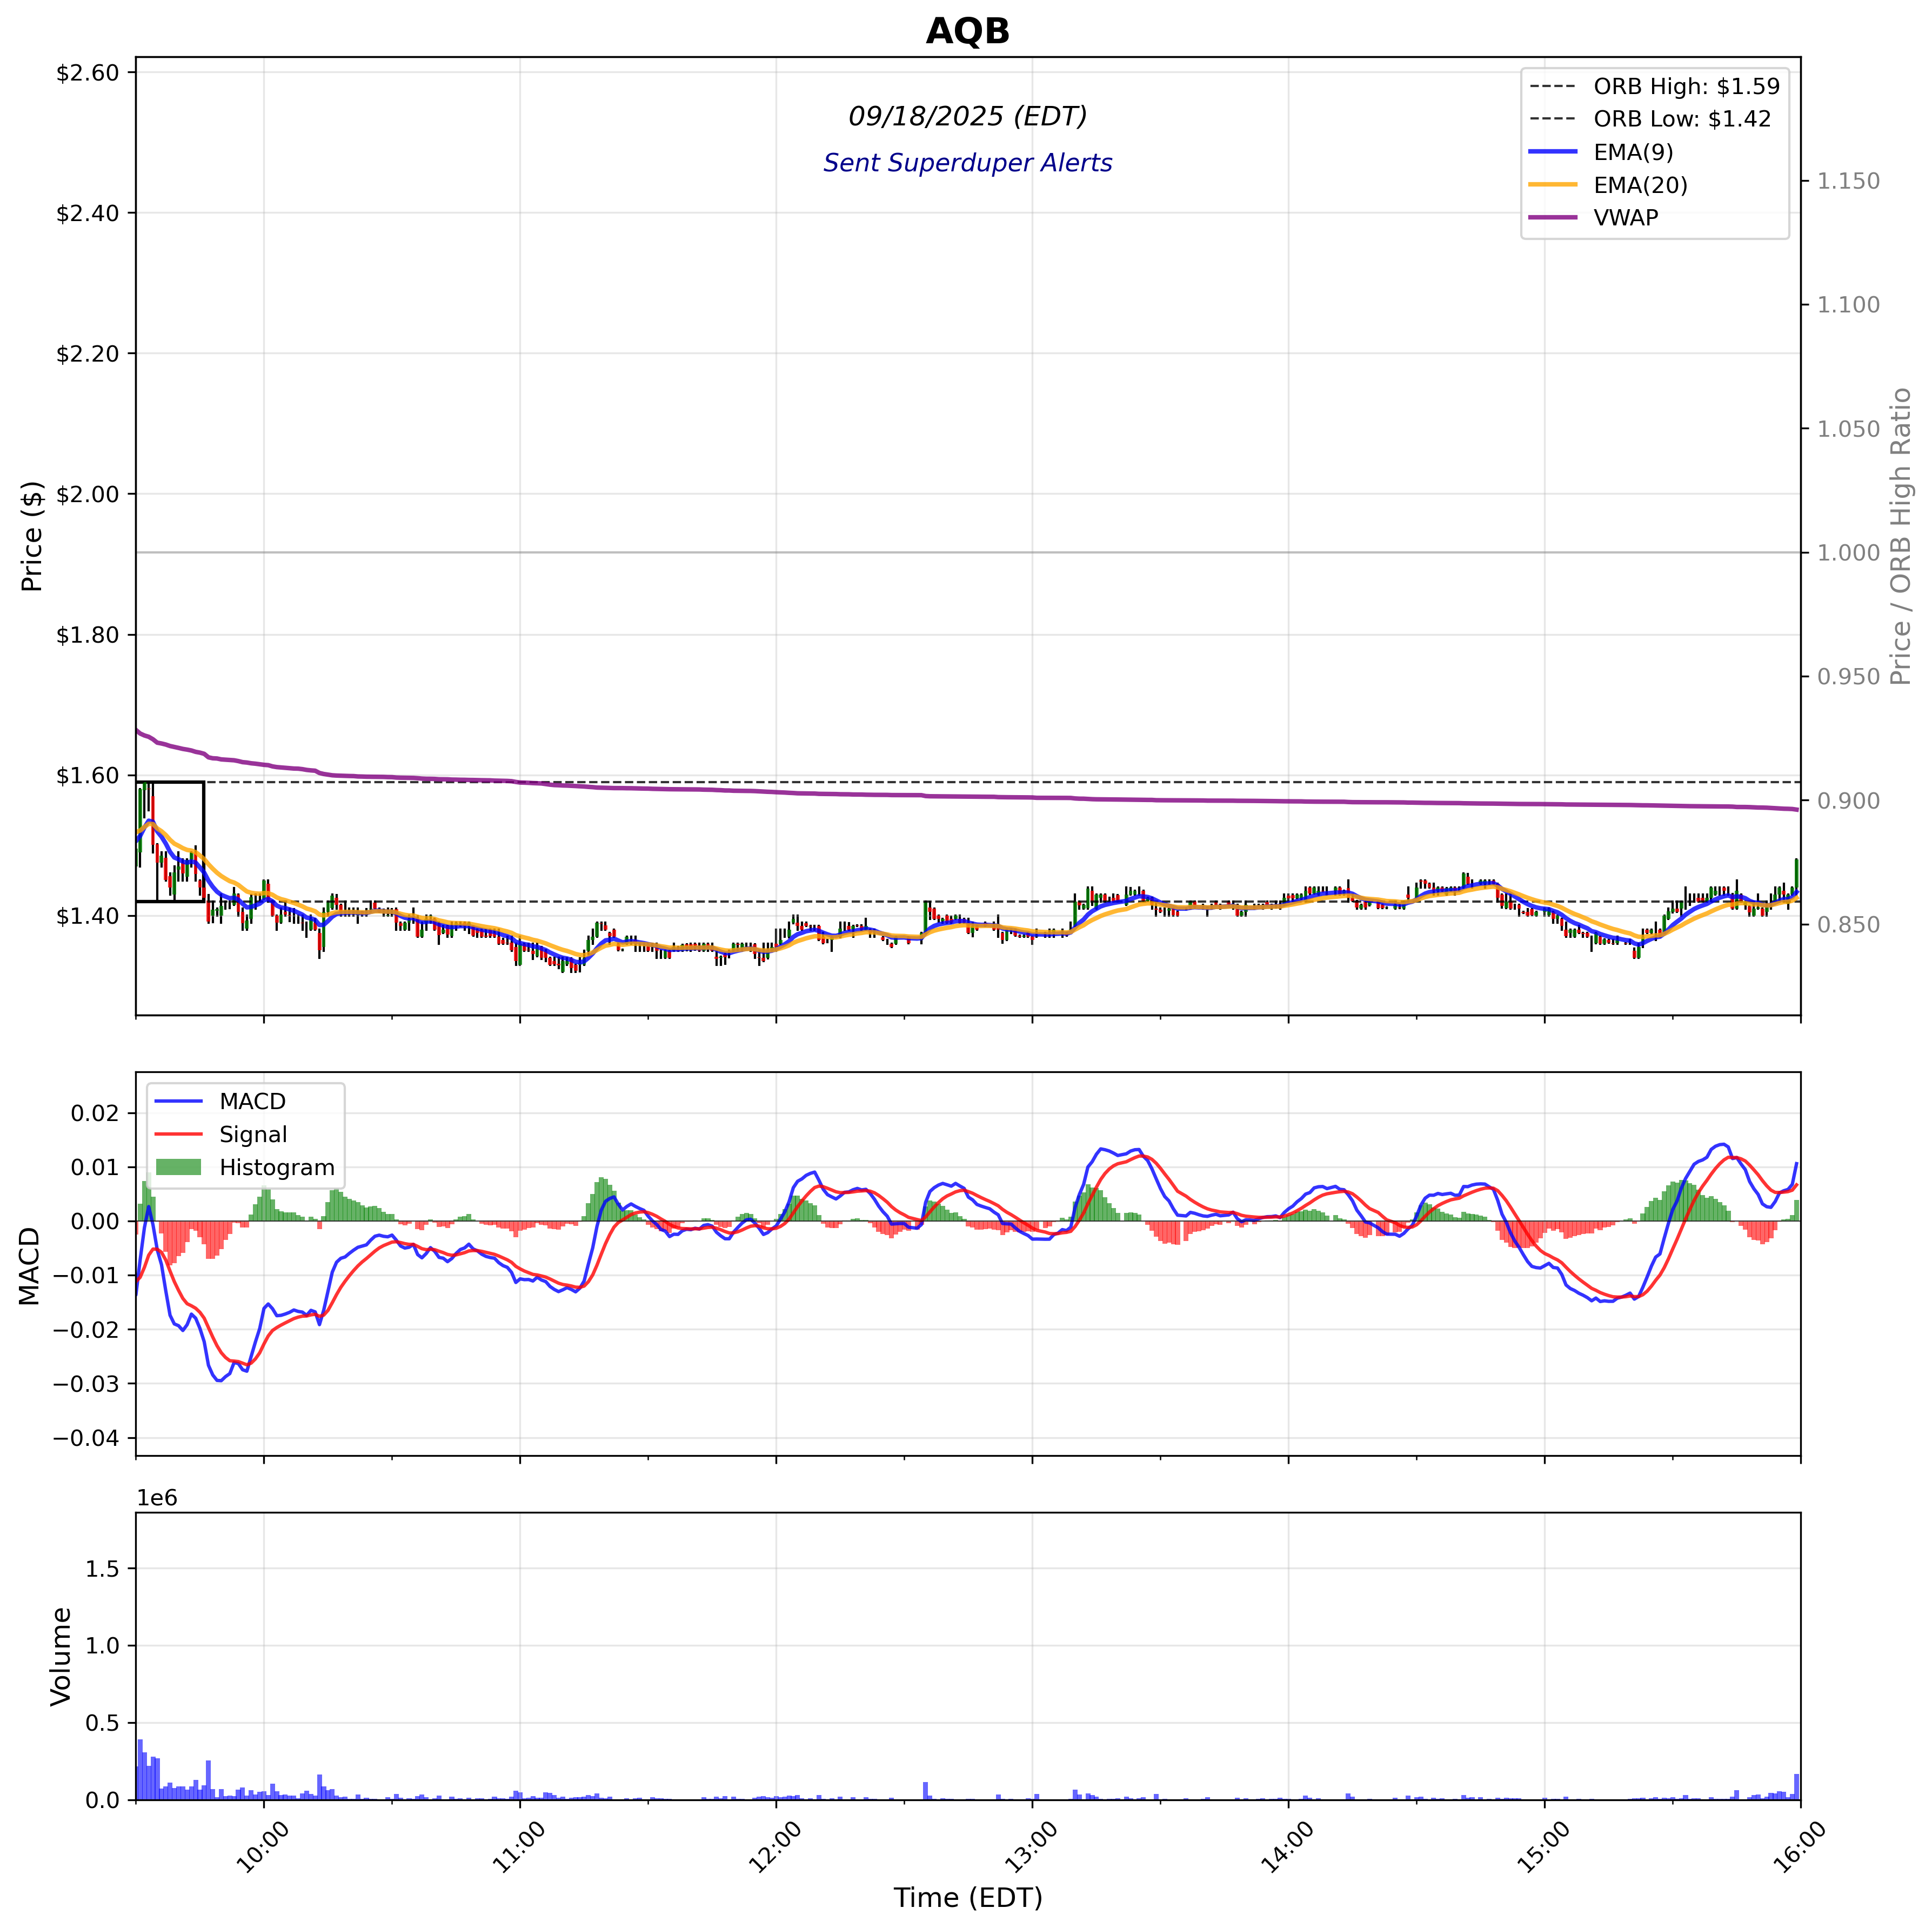 AQB
09/18/2025 (EDT)
Sent Superduper Alerts
ORB High: $1.59
ORB Low: $1.42
EMA(9)
EMA(20)
VWAP
Price ($)
$2.60
$2.40
$2.20
$2.00
$1.80
$1.60
$1.40
1.150
1.100
1.050
1.000
0.950
0.900
0.850
Price / ORB High Ratio
MACD
Signal
Histogram
MACD
0.02
0.01
0.00
−0.01
−0.02
−0.03
−0.04
1e6
Volume
1.5
1.0
0.5
0.0
10:00
11:00
12:00
13:00
14:00
15:00
16:00
Time (EDT)